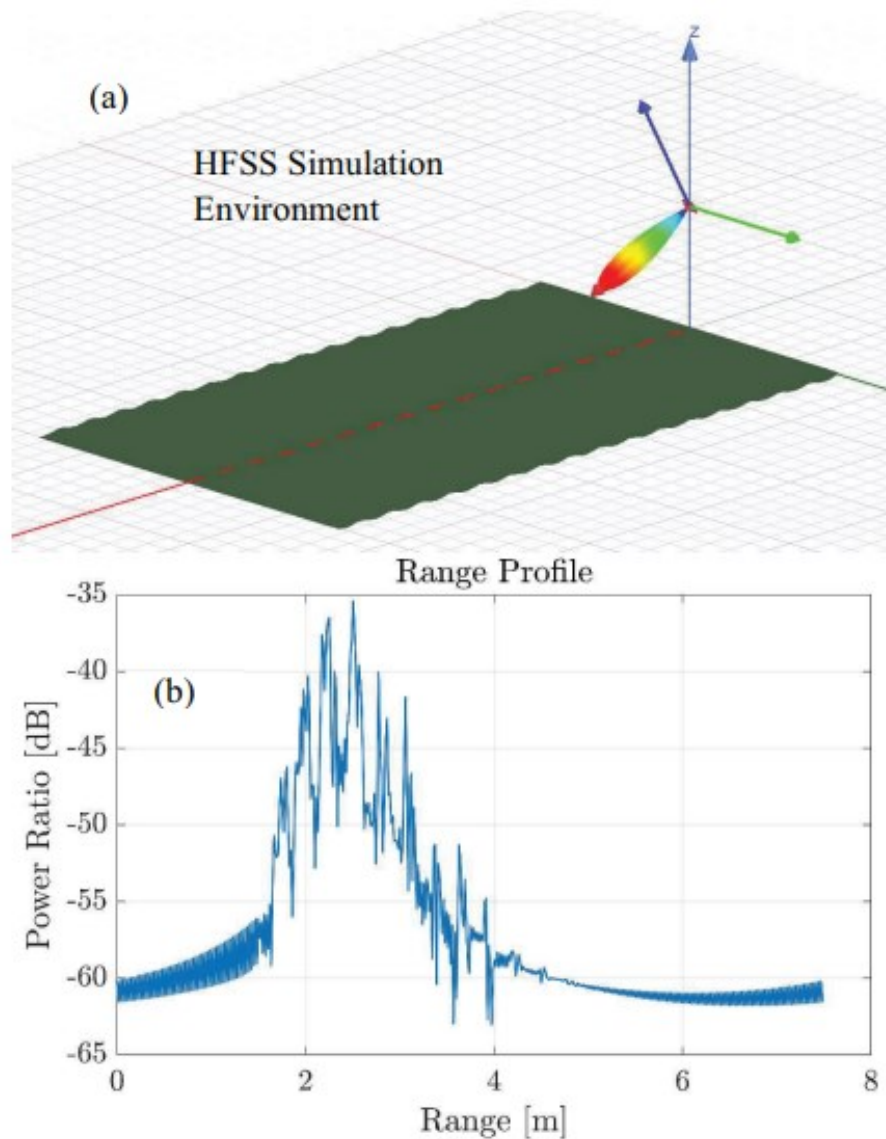 z
(a)
HFSS Simulation
Environment
Range Profile
-35
-40
(b)
-45
-50
-55
-60
-65
Power Ratio [dB]
0 2 4 6 8
Range [m]